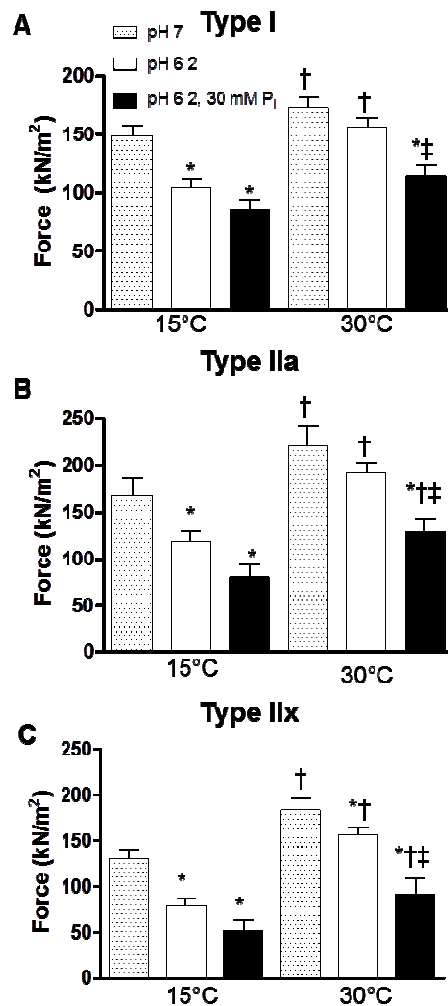 A Type I
pH 7
pH 6 2
pH 6 2, 30 mM Pi
Force (kN/m²)
200
150
100
50
0
† † *‡
* *
15°C 30°C
Type IIa
B
Force (kN/m²)
250
200
150
100
50
0
† † *†‡
* *
15°C 30°C
Type IIx
C
Force (kN/m²)
250
200
150
100
50
0
† *† *†‡
* *
15°C 30°C